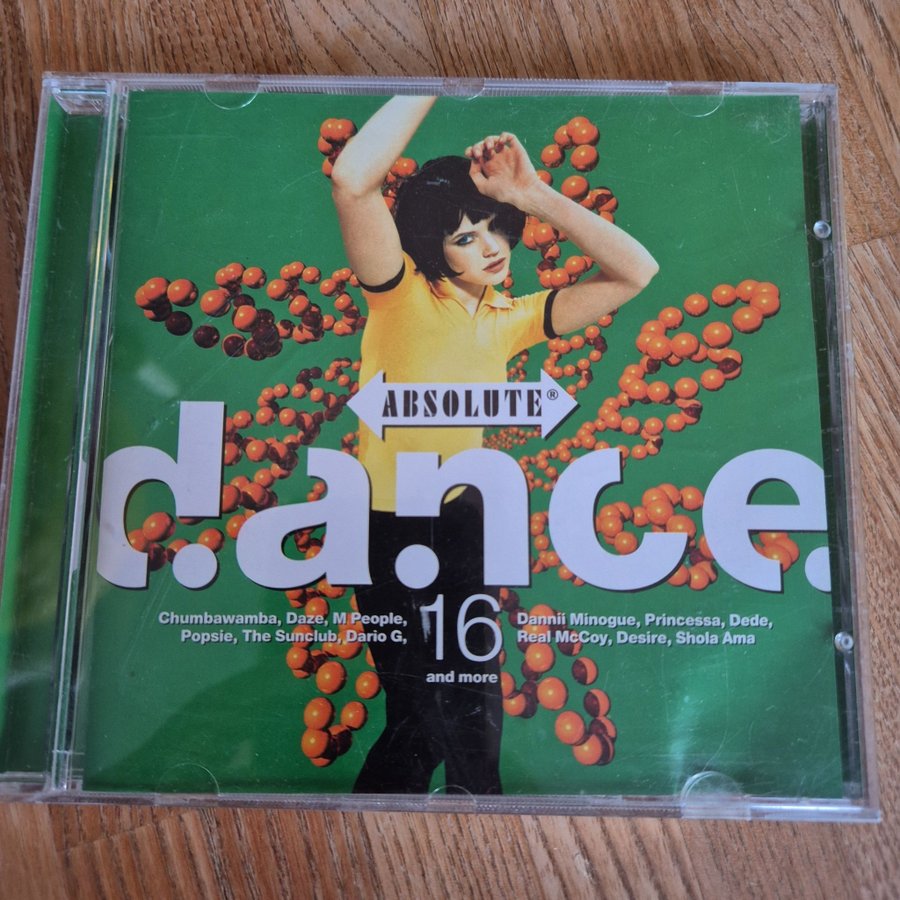 ABSOLUTE®
d.a.n.c.e.
16
Chumbawamba, Daze, M People,
Popsie, The Sunclub, Dario G,
Dannii Minogue, Princessa, Dede,
Real McCoy, Desire, Shola Ama
and more